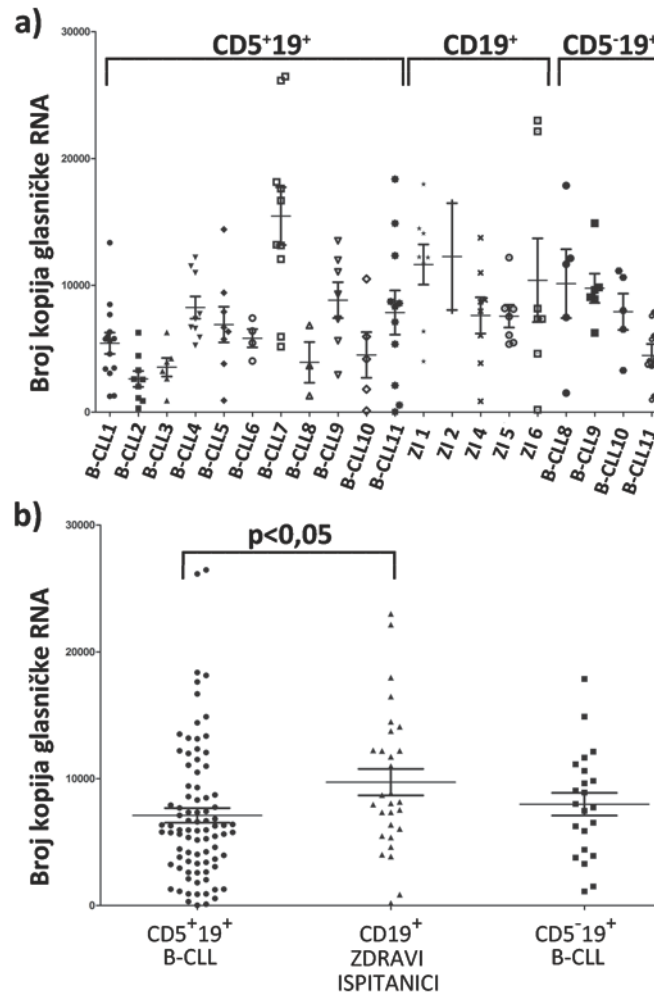 a)
CD5⁺19⁺ CD19⁺ CD5⁻19⁺
Broj kopija glasničke RNA
30000
20000
10000
0
B-CLL1 B-CLL2 B-CLL3 B-CLL4 B-CLL5 B-CLL6 B-CLL7 B-CLL8 B-CLL9 B-CLL10 B-CLL11 ZI 1 ZI 2 ZI 4 ZI 5 ZI 6 B-CLL8 B-CLL9 B-CLL10 B-CLL11
b)
p<0,05
Broj kopija glasničke RNA
30000
20000
10000
0
CD5⁺19⁺ CD19⁺ CD5⁻19⁺
B-CLL ZDRAVI B-CLL
ISPITANICI